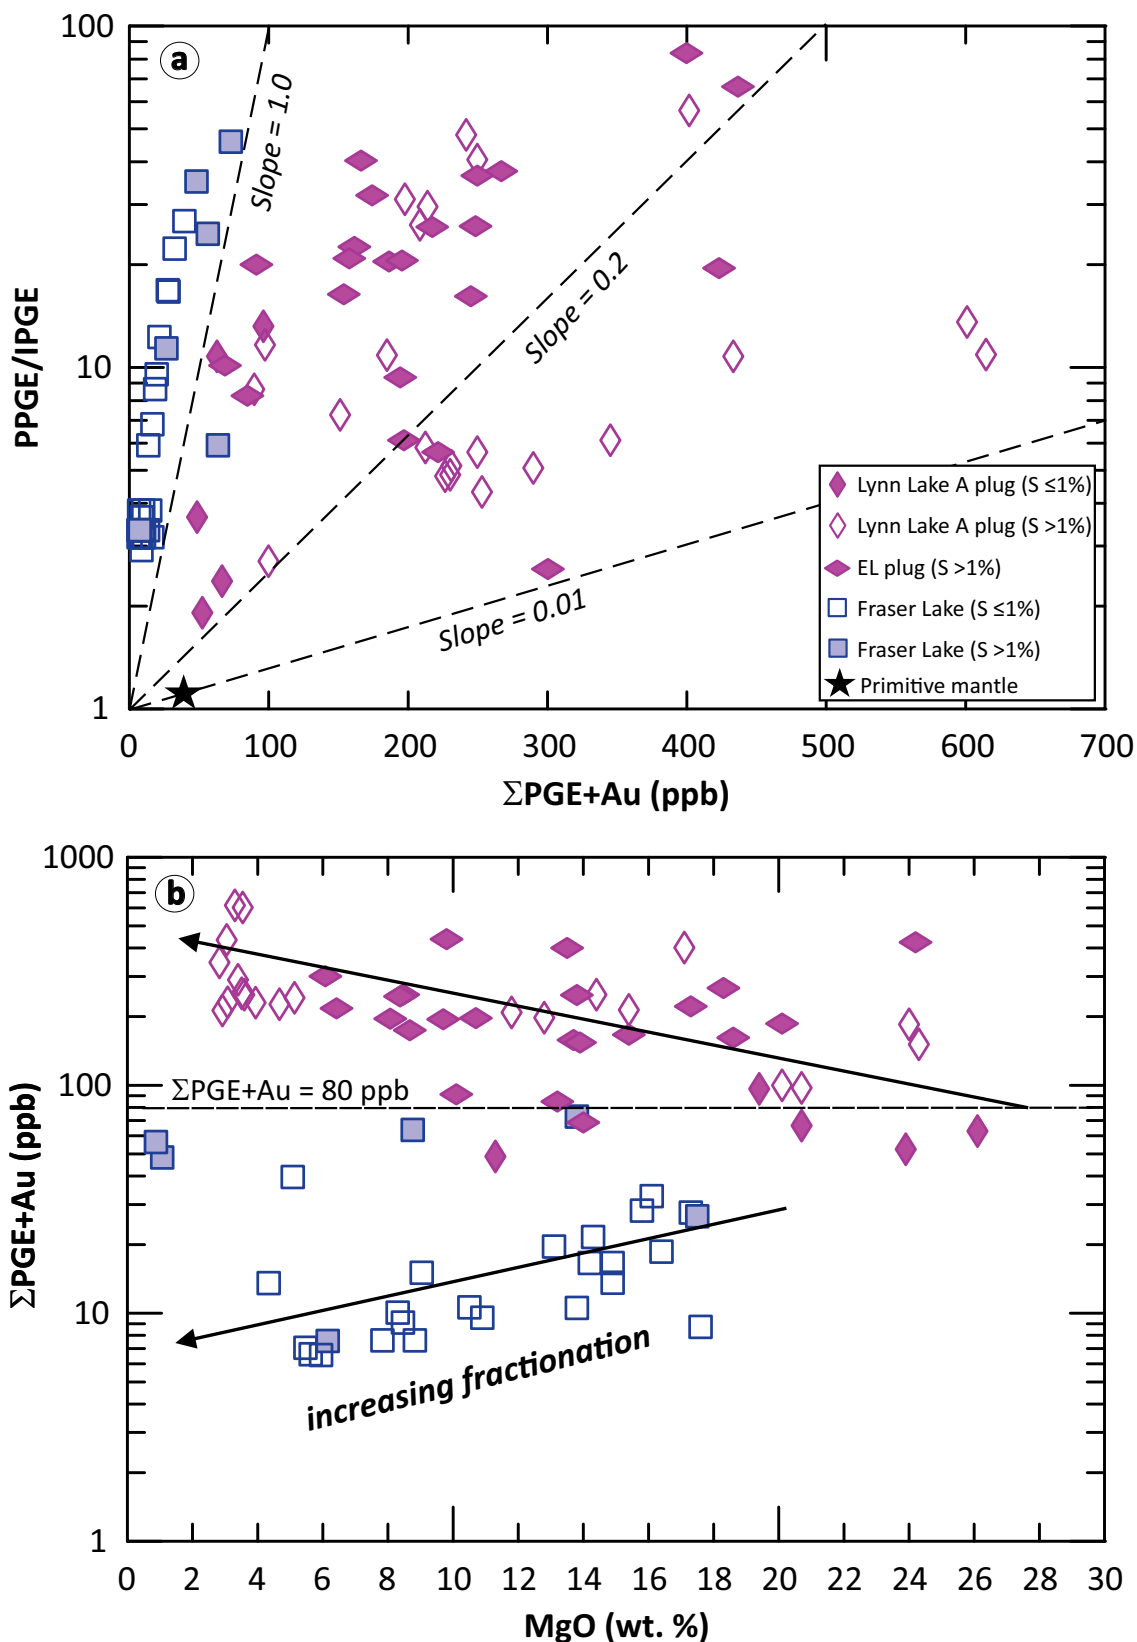 100
a
Slope = 1.0
Slope = 0.2
PPGE/IPGE
10
Lynn Lake A plug (S ≤1%)
Lynn Lake A plug (S >1%)
EL plug (S >1%)
Fraser Lake (S ≤1%)
Fraser Lake (S >1%)
Primitive mantle
Slope = 0.01
1
0 100 200 300 400 500 600 700
ΣPGE+Au (ppb)
1000
b
ΣPGE+Au (ppb)
100
ΣPGE+Au = 80 ppb
10
increasing fractionation
1
0 2 4 6 8 10 12 14 16 18 20 22 24 26 28 30
MgO (wt. %)